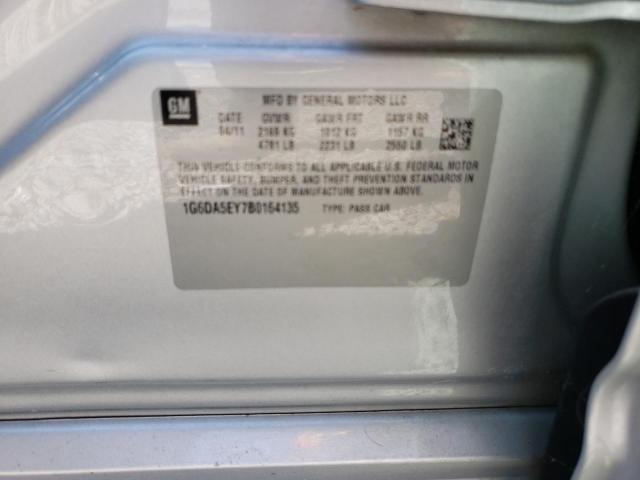 GM
MFD BY GENERAL MOTORS LLC
DATE GVWR GAWR FRT GAWR RR
04/11 2169 KG 1012 KG 1157 KG
4781 LB 2231 LB 2550 LB
THIS VEHICLE CONFORMS TO ALL APPLICABLE U.S. FEDERAL MOTOR
VEHICLE SAFETY, BUMPER, AND THEFT PREVENTION STANDARDS IN
EFFECT ON THE DATE OF MANUFACTURE SHOWN ABOVE.
1G6DA5EY7B0164135 TYPE: PASS CAR